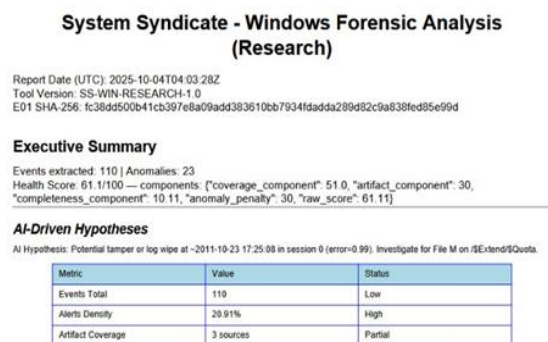 System Syndicate - Windows Forensic Analysis
(Research)
Report Date (UTC): 2025-10-04T04:03:28Z
Tool Version: SS-WIN-RESEARCH-1.0
E01 SHA-256: fc38dd500b41cb397e8a09add383610bb7934fdadda289d82c9a838fed85e99d
Executive Summary
Events extracted: 110 | Anomalies: 23
Health Score: 61.1/100 — components: {"coverage_component": 51.0, "artifact_component": 30,
"completeness_component": 10.11, "anomaly_penalty": 30, "raw_score": 61.11}
AI-Driven Hypotheses
AI Hypothesis: Potential tamper or log wipe at ~2011-10-23 17:25:08 in session 0 (error=0.99). Investigate for File M on /$Extend/$Quota.
Metric Value Status
Events Total 110 Low
Alerts Density 20.91% High
Artifact Coverage 3 sources Partial